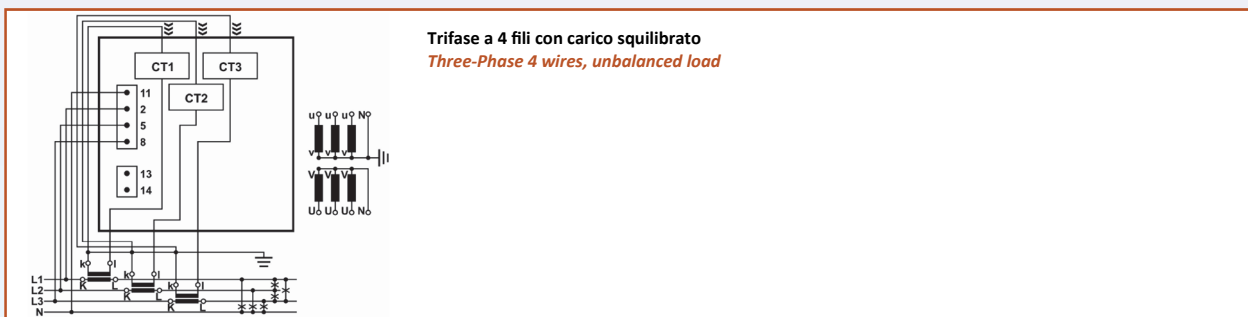 Trifase a 4 fili con carico squilibrato
Three-Phase 4 wires, unbalanced load
CT1 CT3
CT2
11
2
5
8
13
14
u u u N
v v v
V V V
U U U N
k l
k l
k l
K L
K L
K L
L1
L2
L3
N